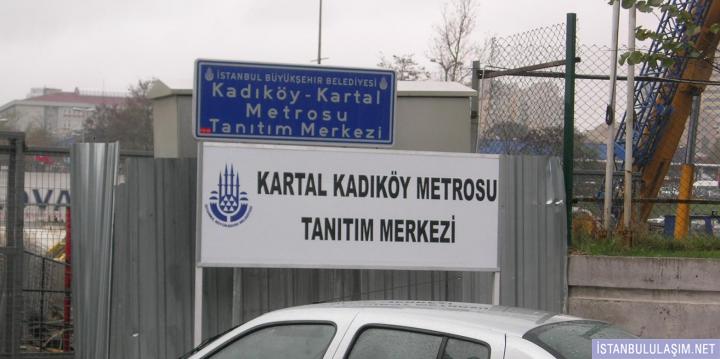 İSTANBUL BÜYÜKŞEHİR BELEDİYESİ
Kadıköy - Kartal
Metrosu
Tanıtım Merkezi
KARTAL KADIKÖY METROSU
TANITIM MERKEZİ
İSTANBULULAŞIM.NET